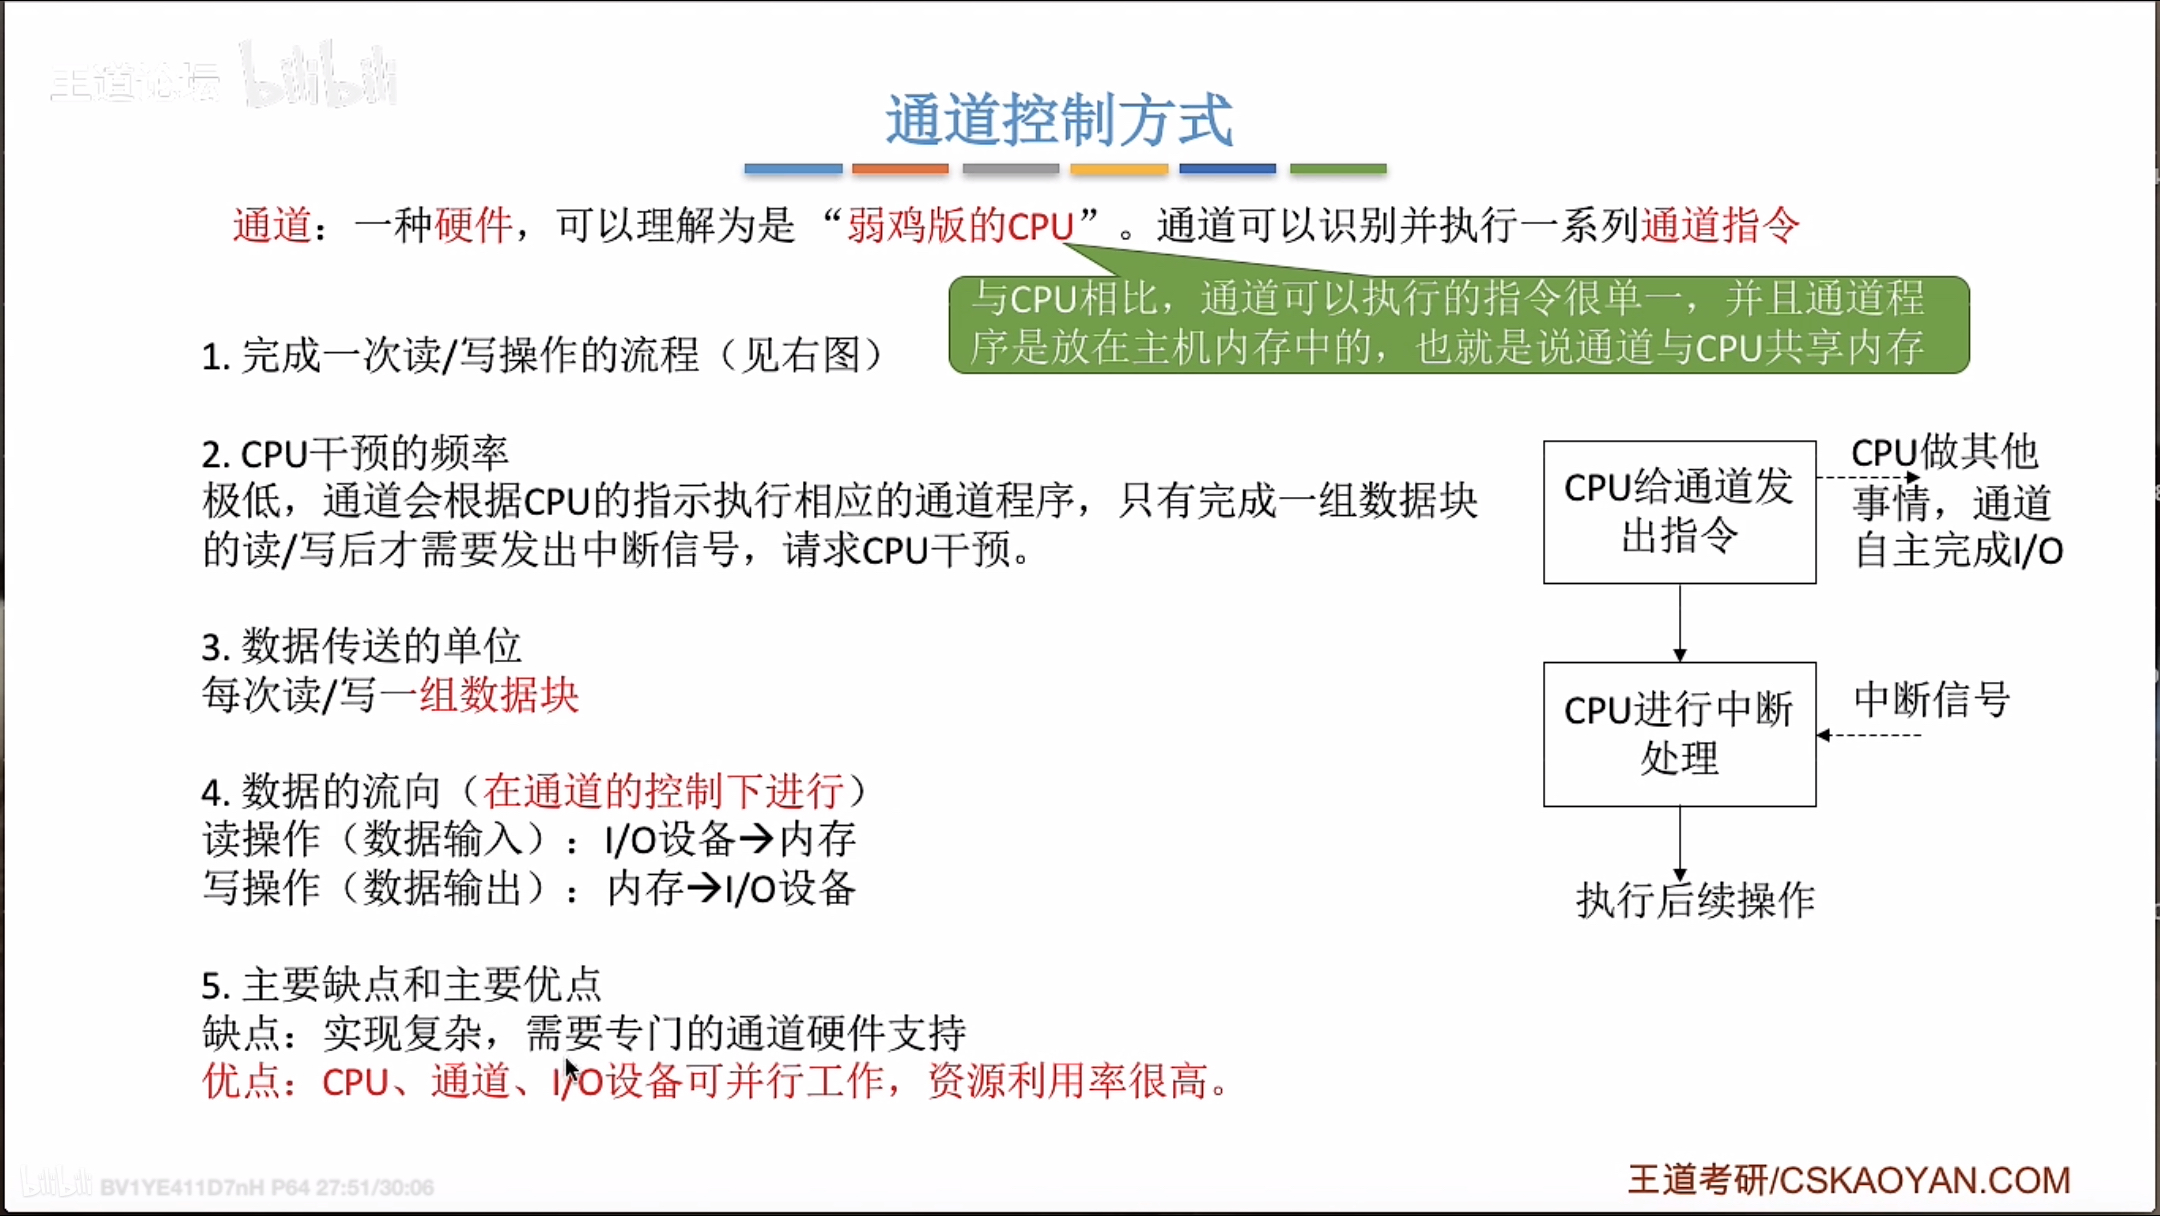 王道论坛 bilibili
通道控制方式
通道：一种硬件，可以理解为是“弱鸡版的CPU”。通道可以识别并执行一系列通道指令
与CPU相比，通道可以执行的指令很单一，并且通道程
序是放在主机内存中的，也就是说通道与CPU共享内存
1. 完成一次读/写操作的流程（见右图）
2. CPU干预的频率
极低，通道会根据CPU的指示执行相应的通道程序，只有完成一组数据块
的读/写后才需要发出中断信号，请求CPU干预。
3. 数据传送的单位
每次读/写一组数据块
4. 数据的流向（在通道的控制下进行）
读操作（数据输入）：I/O设备→内存
写操作（数据输出）：内存→I/O设备
5. 主要缺点和主要优点
缺点：实现复杂，需要专门的通道硬件支持
优点：CPU、通道、I/O设备可并行工作，资源利用率很高。
CPU给通道发
出指令
CPU做其他
事情，通道
自主完成I/O
CPU进行中断
处理
中断信号
执行后续操作
bilibili BV1YE411D7nH P64 27:51/30:06
王道考研/CSKAOYAN.COM